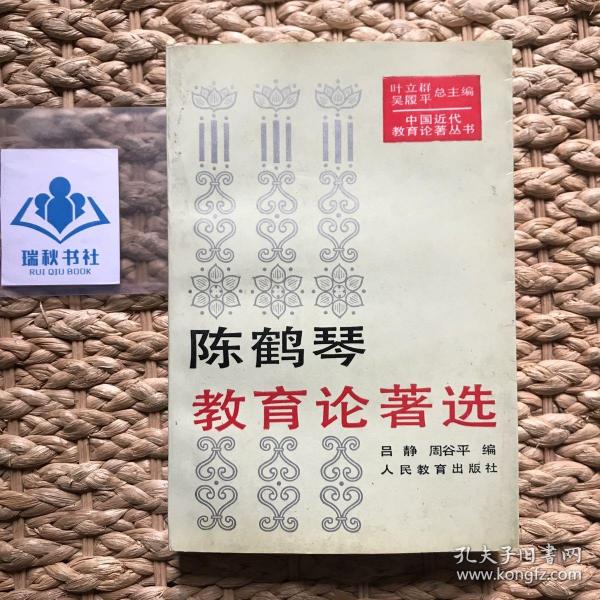 叶立群
吴履平 总主编
中国近代
教育论著丛书
瑞秋书社
RUI QIU BOOK
陈鹤琴
教育论著选
吕静 周谷平 编
人民教育出版社
孔夫子旧书网
www.kongfz.com